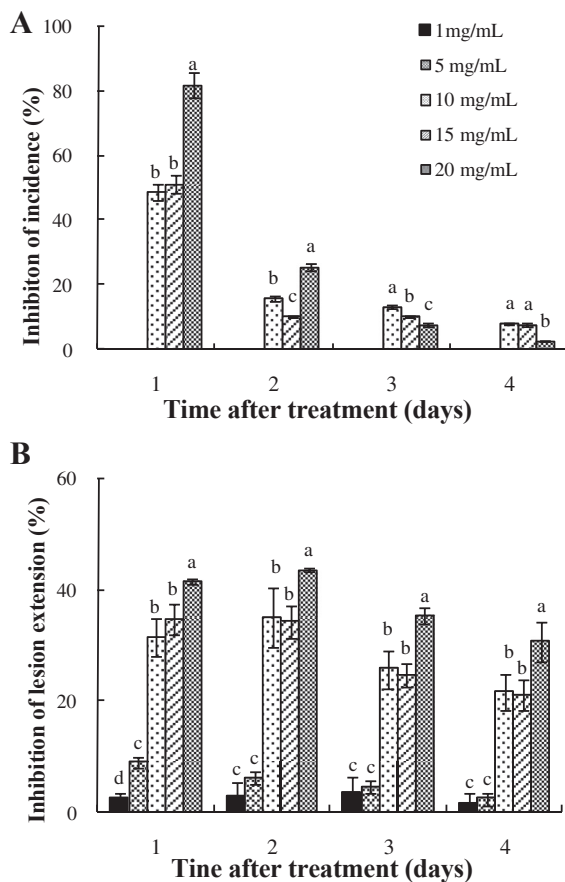 A
Inhibiton of incidence (%)
100
80
60
40
20
0
1mg/mL
5 mg/mL
10 mg/mL
15 mg/mL
20 mg/mL
b b a
b c a
a b c
a a b
1 2 3 4
Time after treatment (days)
B
Inhibition of lesion extension (%)
60
40
20
0
d c b b a
c c b b a
c c b b a
c c b b a
1 2 3 4
Tine after treatment (days)